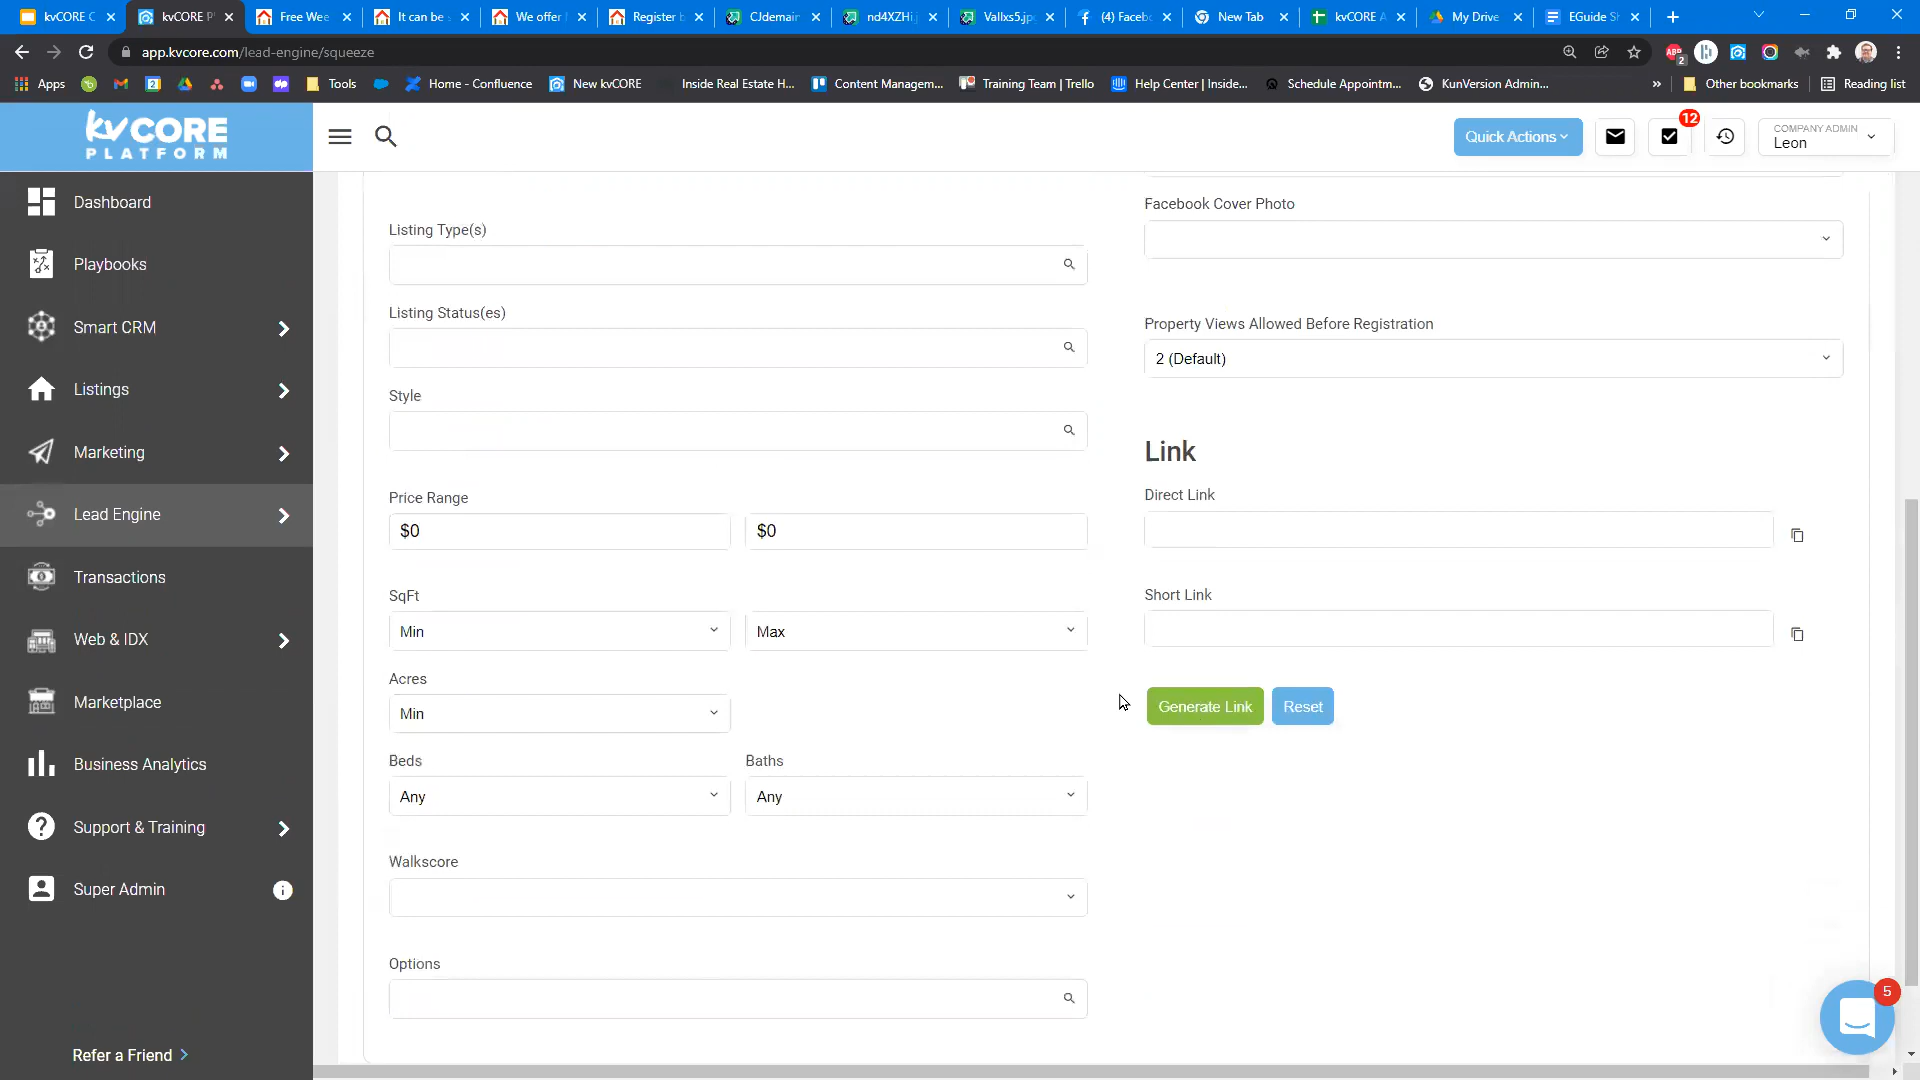 kvCORE C
kvCORE P
Free Wee
It can be s
We offer
Register b
CJdemain
nd4XZHi.j
Vallxs5.jp
(4) Faceb
New Tab
kvCORE A
My Drive
EGuide S
app.kvcore.com/lead-engine/squeeze
Apps
Tools
Home - Confluence
New kvCORE
Inside Real Estate H...
Content Managem...
Training Team | Trello
Help Center | Inside...
Schedule Appointm...
KunVersion Admin...
»
Other bookmarks
Reading list
kvCORE
PLATFORM
Quick Actions
12
COMPANY ADMIN
Leon
Dashboard
Playbooks
Smart CRM
Listings
Marketing
Lead Engine
Transactions
Web & IDX
Marketplace
Business Analytics
Support & Training
Super Admin
Refer a Friend
Listing Type(s)
Listing Status(es)
Style
Price Range
$0 $0
SqFt
Min Max
Acres
Min
Beds Baths
Any Any
Walkscore
Options
Facebook Cover Photo
Property Views Allowed Before Registration
2 (Default)
Link
Direct Link
Short Link
Generate Link Reset
5